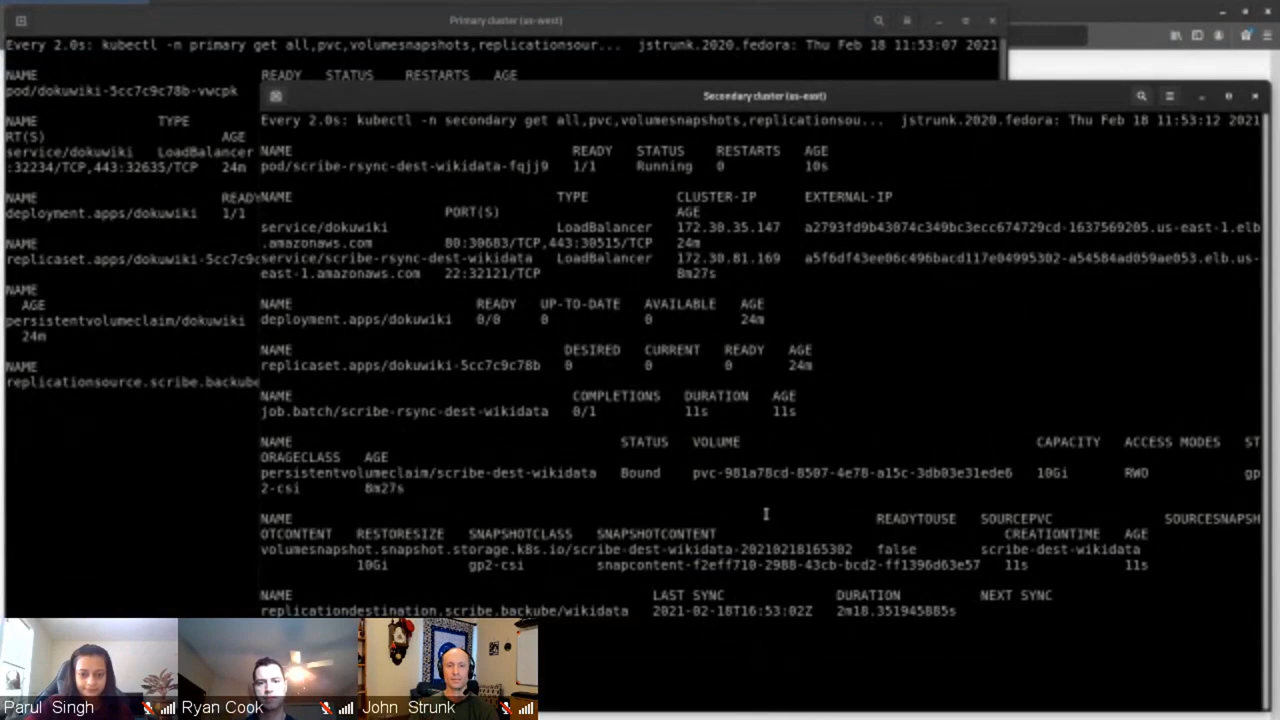 Primary cluster (us-west)
Every 2.0s: kubectl -n primary get all,pvc,volumesnapshots,replicationsour... jstrunk.2020.fedora: Thu Feb 18 11:53:07 2021
NAME READY STATUS RESTARTS AGE
pod/dokuwiki-5cc7c9c78b-vwcpk
NAME TYPE
RT(S) AGE
service/dokuwiki LoadBalancer
:32234/TCP,443:32635/TCP 24m
NAME READY
deployment.apps/dokuwiki 1/1
NAME
replicaset.apps/dokuwiki-5cc7c9c
NAME
AGE
persistentvolumeclaim/dokuwiki
24m
NAME
replicationsource.scribe.backube
Secondary cluster (us-east)
Every 2.0s: kubectl -n secondary get all,pvc,volumesnapshots,replicationsou... jstrunk.2020.fedora: Thu Feb 18 11:53:12 2021
NAME READY STATUS RESTARTS AGE
pod/scribe-rsync-dest-wikidata-fqjj9 1/1 Running 0 10s
NAME TYPE CLUSTER-IP EXTERNAL-IP
PORT(S) AGE
service/dokuwiki LoadBalancer 172.30.35.147 a2793fd9b43074c349bc3ecc674729cd-1637569205.us-east-1.elb
.amazonaws.com 80:30683/TCP,443:30515/TCP 24m
service/scribe-rsync-dest-wikidata LoadBalancer 172.30.81.169 a5f6df43ee06c496bacd117e04995302-a54584ad059ae053.elb.us-
east-1.amazonaws.com 22:32121/TCP 8m27s
NAME READY UP-TO-DATE AVAILABLE AGE
deployment.apps/dokuwiki 0/0 0 0 24m
NAME DESIRED CURRENT READY AGE
replicaset.apps/dokuwiki-5cc7c9c78b 0 0 0 24m
NAME COMPLETIONS DURATION AGE
job.batch/scribe-rsync-dest-wikidata 0/1 11s 11s
NAME STATUS VOLUME CAPACITY ACCESS MODES ST
ORAGECLASS AGE
persistentvolumeclaim/scribe-dest-wikidata Bound pvc-981a78cd-8507-4e78-a15c-3db03e31ede6 10Gi RWO gp
2-csi 8m27s
NAME READYTOUSE SOURCEPVC SOURCESNAPSH
OTCONTENT RESTORESIZE SNAPSHOTCLASS SNAPSHOTCONTENT CREATIONTIME AGE
volumesnapshot.snapshot.storage.k8s.io/scribe-dest-wikidata-20210218165302 false scribe-dest-wikidata
10Gi gp2-csi snapcontent-f2eff710-2988-43cb-bcd2-ff1396d63e57 11s 11s
NAME LAST SYNC DURATION NEXT SYNC
replicationdestination.scribe.backube/wikidata 2021-02-18T16:53:02Z 2m18.351945885s
Parul Singh
Ryan Cook
John Strunk